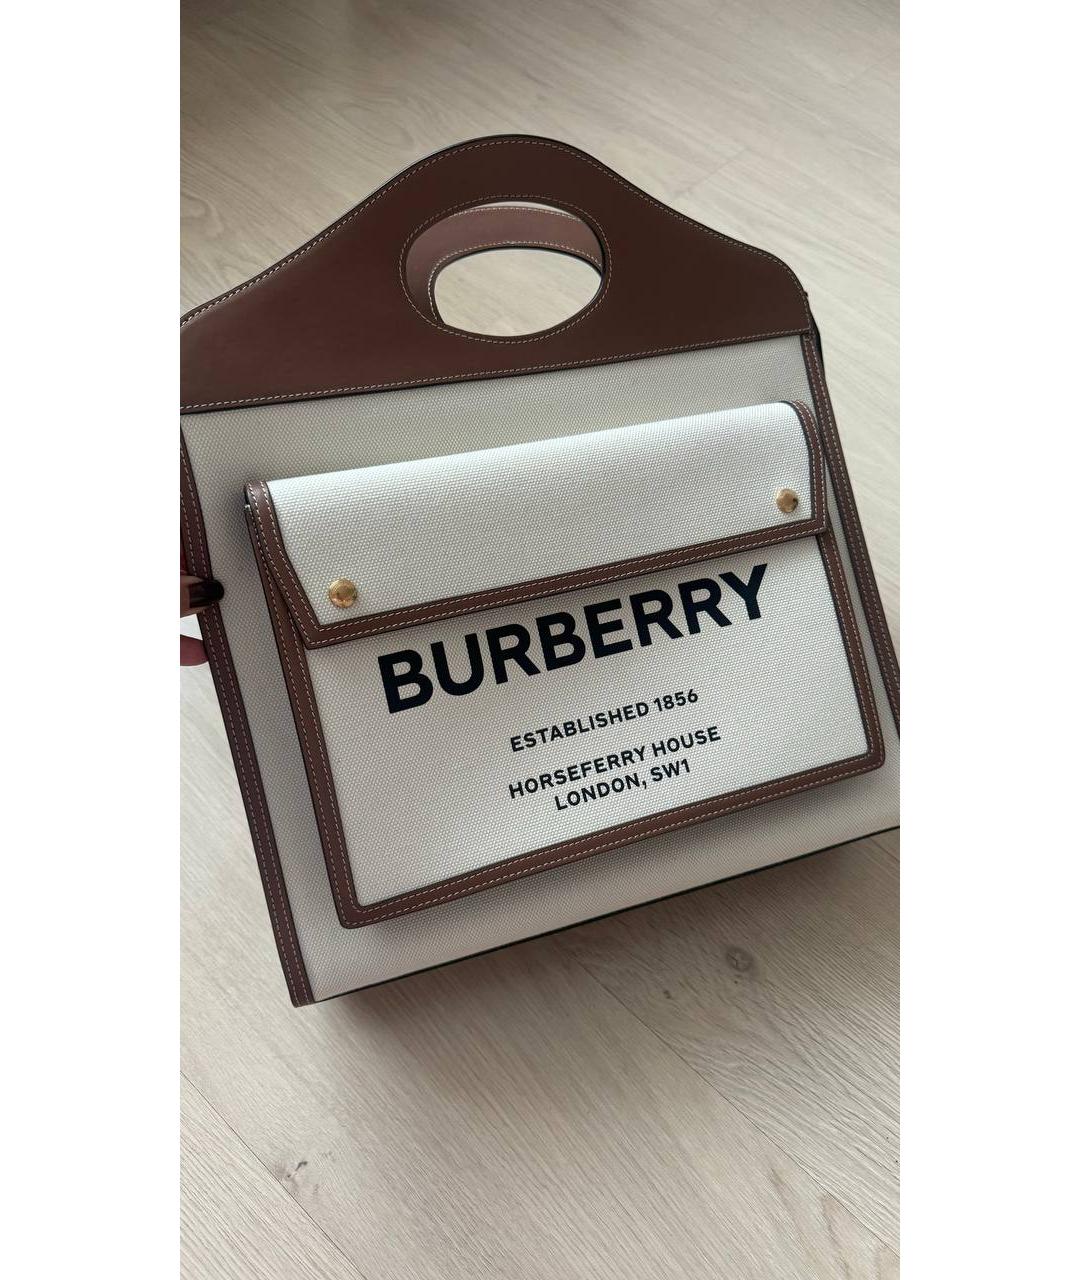 BURBERRY
ESTABLISHED 1856
HORSEFERRY HOUSE
LONDON, SW1